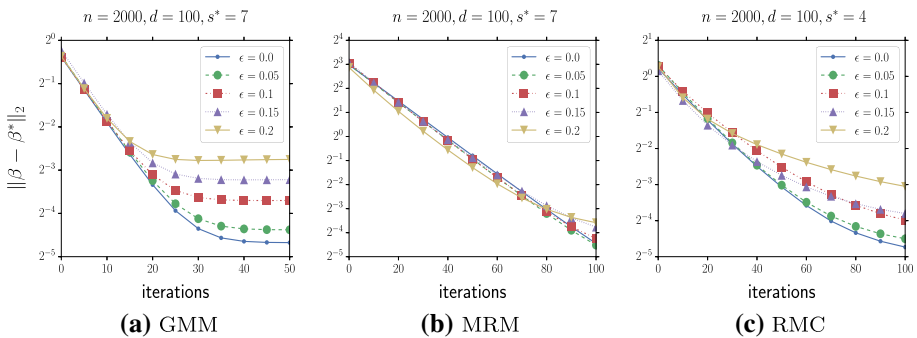 n = 2000, d = 100, s* = 7
n = 2000, d = 100, s* = 7
n = 2000, d = 100, s* = 4
‖β − β*‖₂
2^0
2^−1
2^−2
2^−3
2^−4
2^−5
0 10 20 30 40 50
iterations
ϵ = 0.0
ϵ = 0.05
ϵ = 0.1
ϵ = 0.15
ϵ = 0.2
(a) GMM
2^4
2^3
2^2
2^1
2^0
2^−1
2^−2
2^−3
2^−4
2^−5
0 20 40 60 80 100
iterations
ϵ = 0.0
ϵ = 0.05
ϵ = 0.1
ϵ = 0.15
ϵ = 0.2
(b) MRM
2^1
2^0
2^−1
2^−2
2^−3
2^−4
2^−5
0 20 40 60 80 100
iterations
ϵ = 0.0
ϵ = 0.05
ϵ = 0.1
ϵ = 0.15
ϵ = 0.2
(c) RMC